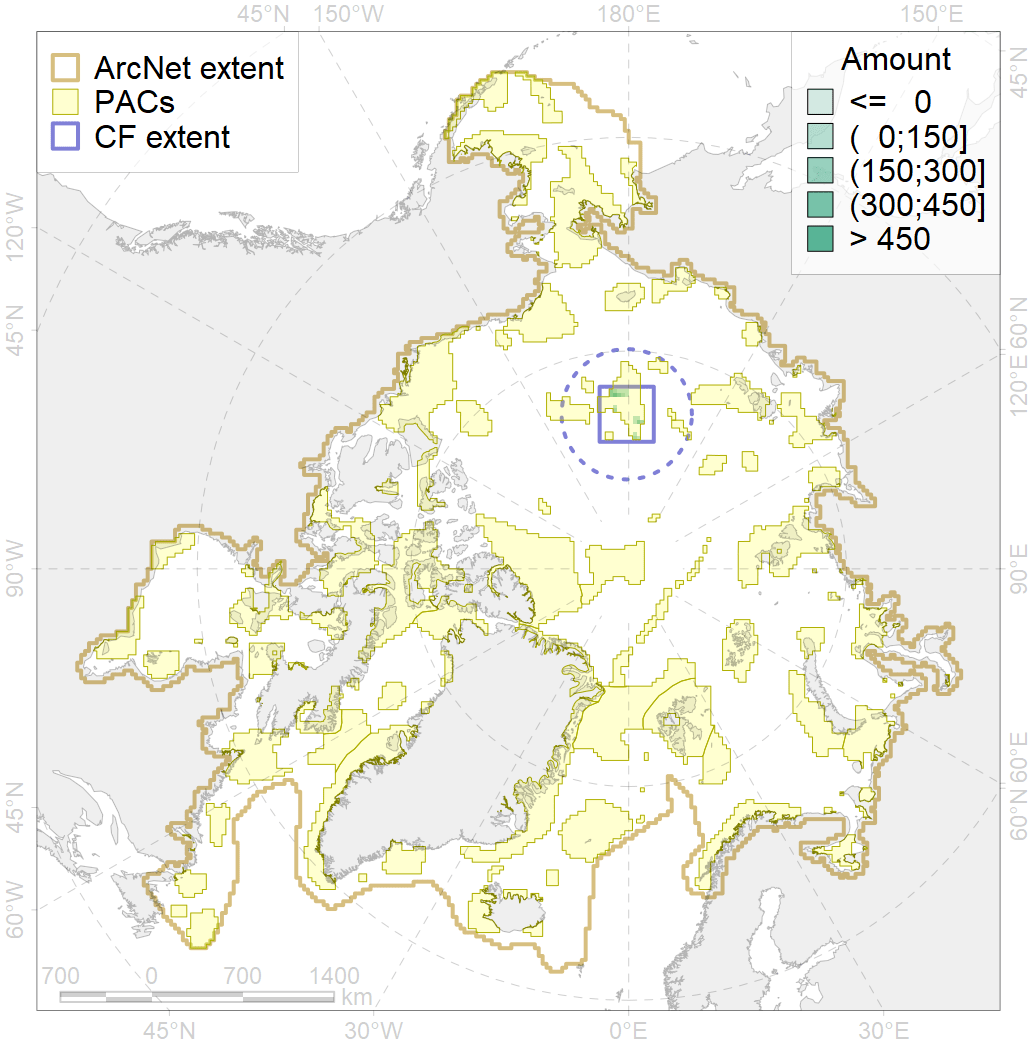 45°N 150°W 180°E 150°E
ArcNet extent
PACs
CF extent
Amount
<= 0
( 0;150]
(150;300]
(300;450]
> 450
45°N
120°W
60°N
45°N
120°E
90°W
90°E
60°E
45°N
60°N
60°W
700 0 700 1400
km
45°N 30°W 0°E 30°E